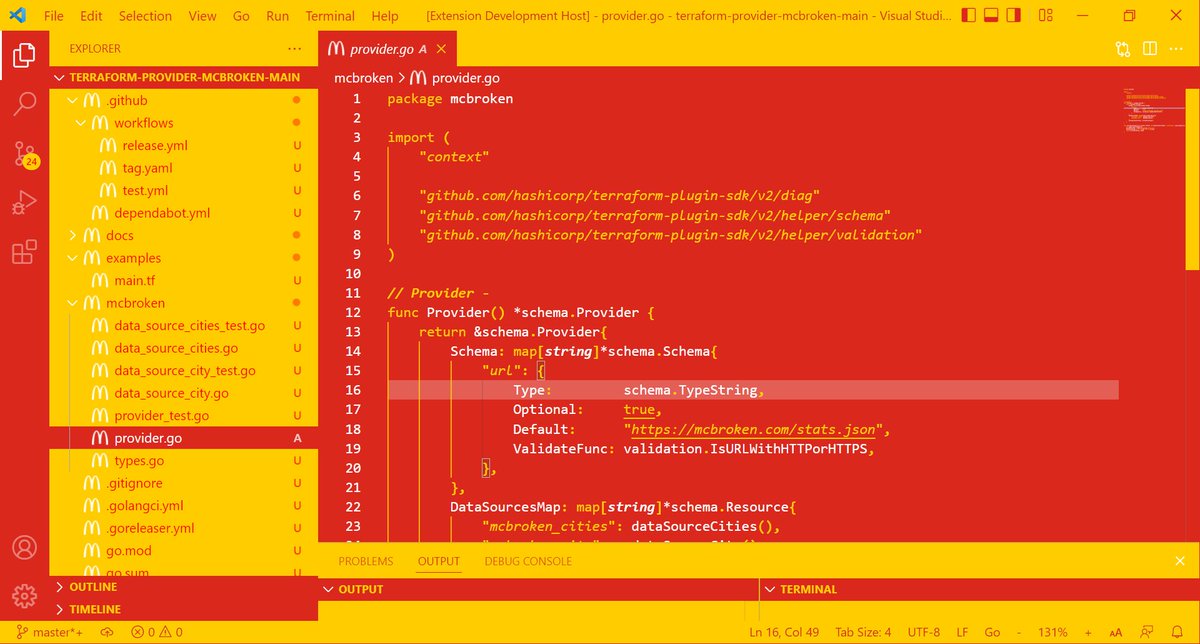 File Edit Selection View Go Run Terminal Help [Extension Development Host] - provider.go - terraform-provider-mcbroken-main - Visual Studi...
EXPLORER ...
TERRAFORM-PROVIDER-MCBROKEN-MAIN
.github
workflows
release.yml U
tag.yaml U
test.yml U
dependabot.yml U
docs
examples
main.tf U
mcbroken
data_source_cities_test.go U
data_source_cities.go U
data_source_city_test.go U
data_source_city.go U
provider_test.go U
provider.go A
types.go U
.gitignore U
.golangci.yml U
.goreleaser.yml U
go.mod U
go.sum U
OUTLINE
TIMELINE
24
provider.go A
mcbroken > provider.go
1 package mcbroken
2
3 import (
4 "context"
5
6 "github.com/hashicorp/terraform-plugin-sdk/v2/diag"
7 "github.com/hashicorp/terraform-plugin-sdk/v2/helper/schema"
8 "github.com/hashicorp/terraform-plugin-sdk/v2/helper/validation"
9 )
10
11 // Provider -
12 func Provider() *schema.Provider {
13 return &schema.Provider{
14 Schema: map[string]*schema.Schema{
15 "url": {
16 Type: schema.TypeString,
17 Optional: true,
18 Default: "https://mcbroken.com/stats.json",
19 ValidateFunc: validation.IsURLWithHTTPorHTTPS,
20 },
21 },
22 DataSourcesMap: map[string]*schema.Resource{
23 "mcbroken_cities": dataSourceCities(),
PROBLEMS OUTPUT DEBUG CONSOLE
OUTPUT
TERMINAL
master*+ 0 0 Ln 16, Col 49 Tab Size: 4 UTF-8 LF Go - 131% + AA